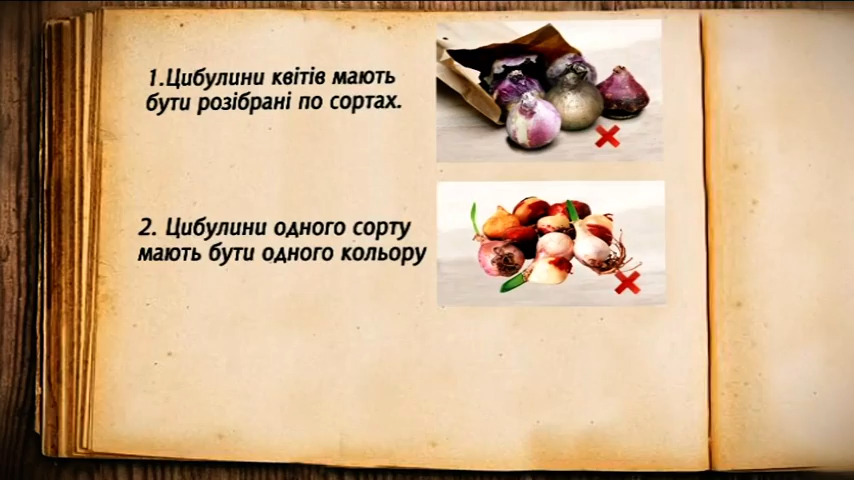 1.Цибулини квітів мають
бути розібрані по сортах.
2. Цибулини одного сорту
мають бути одного кольору